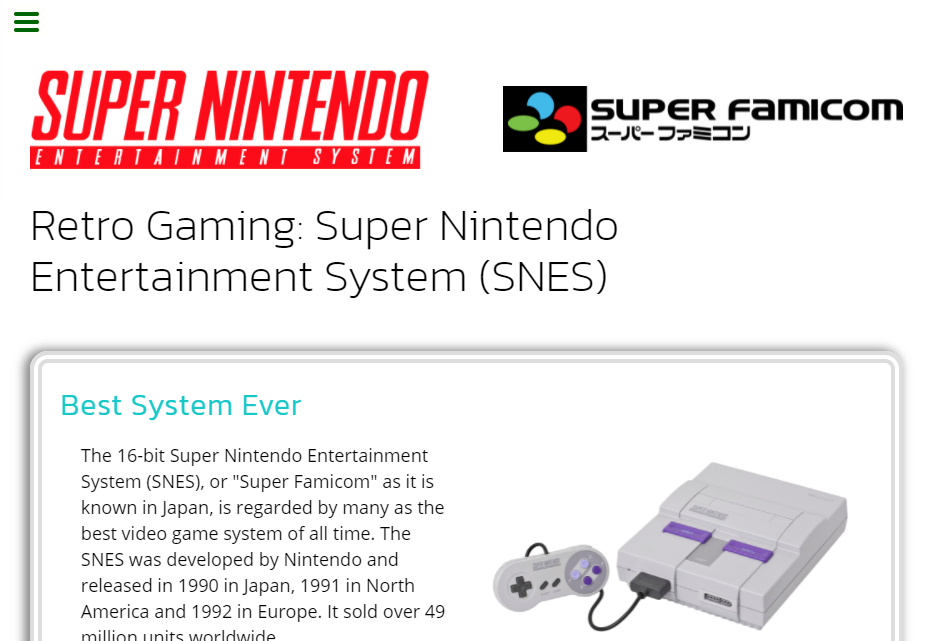 SUPER NINTENDO
ENTERTAINMENT SYSTEM
SUPER FAMICOM
スーパーファミコン
Retro Gaming: Super Nintendo
Entertainment System (SNES)
Best System Ever
The 16-bit Super Nintendo Entertainment
System (SNES), or "Super Famicom" as it is
known in Japan, is regarded by many as the
best video game system of all time. The
SNES was developed by Nintendo and
released in 1990 in Japan, 1991 in North
America and 1992 in Europe. It sold over 49
million units worldwide.